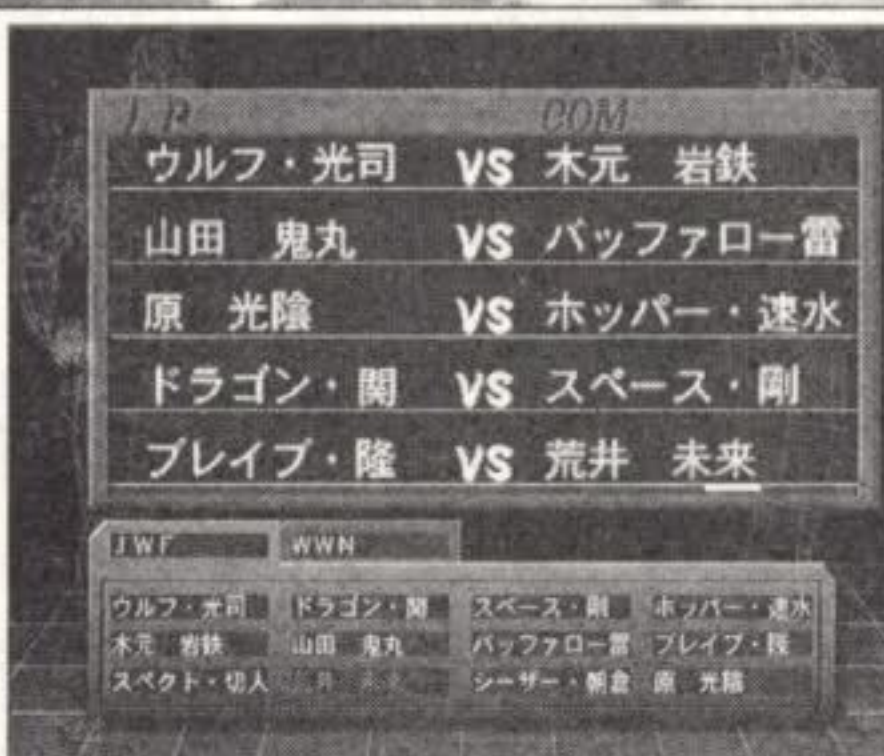 1P COM
ウルフ・光司 VS 木元 岩鉄
山田 鬼丸 VS バッファロー雷
原 光陰 VS ホッパー・速水
ドラゴン・関 VS スペース・剛
ブレイブ・隆 VS 荒井 未来
JWF WWN
ウルフ・光司 ドラゴン・関 スペース・剛 ホッパー・速水
木元 岩鉄 山田 鬼丸 バッファロー雷 ブレイブ・隆
スペクト・切人 シーザー・朝倉 原 光陰